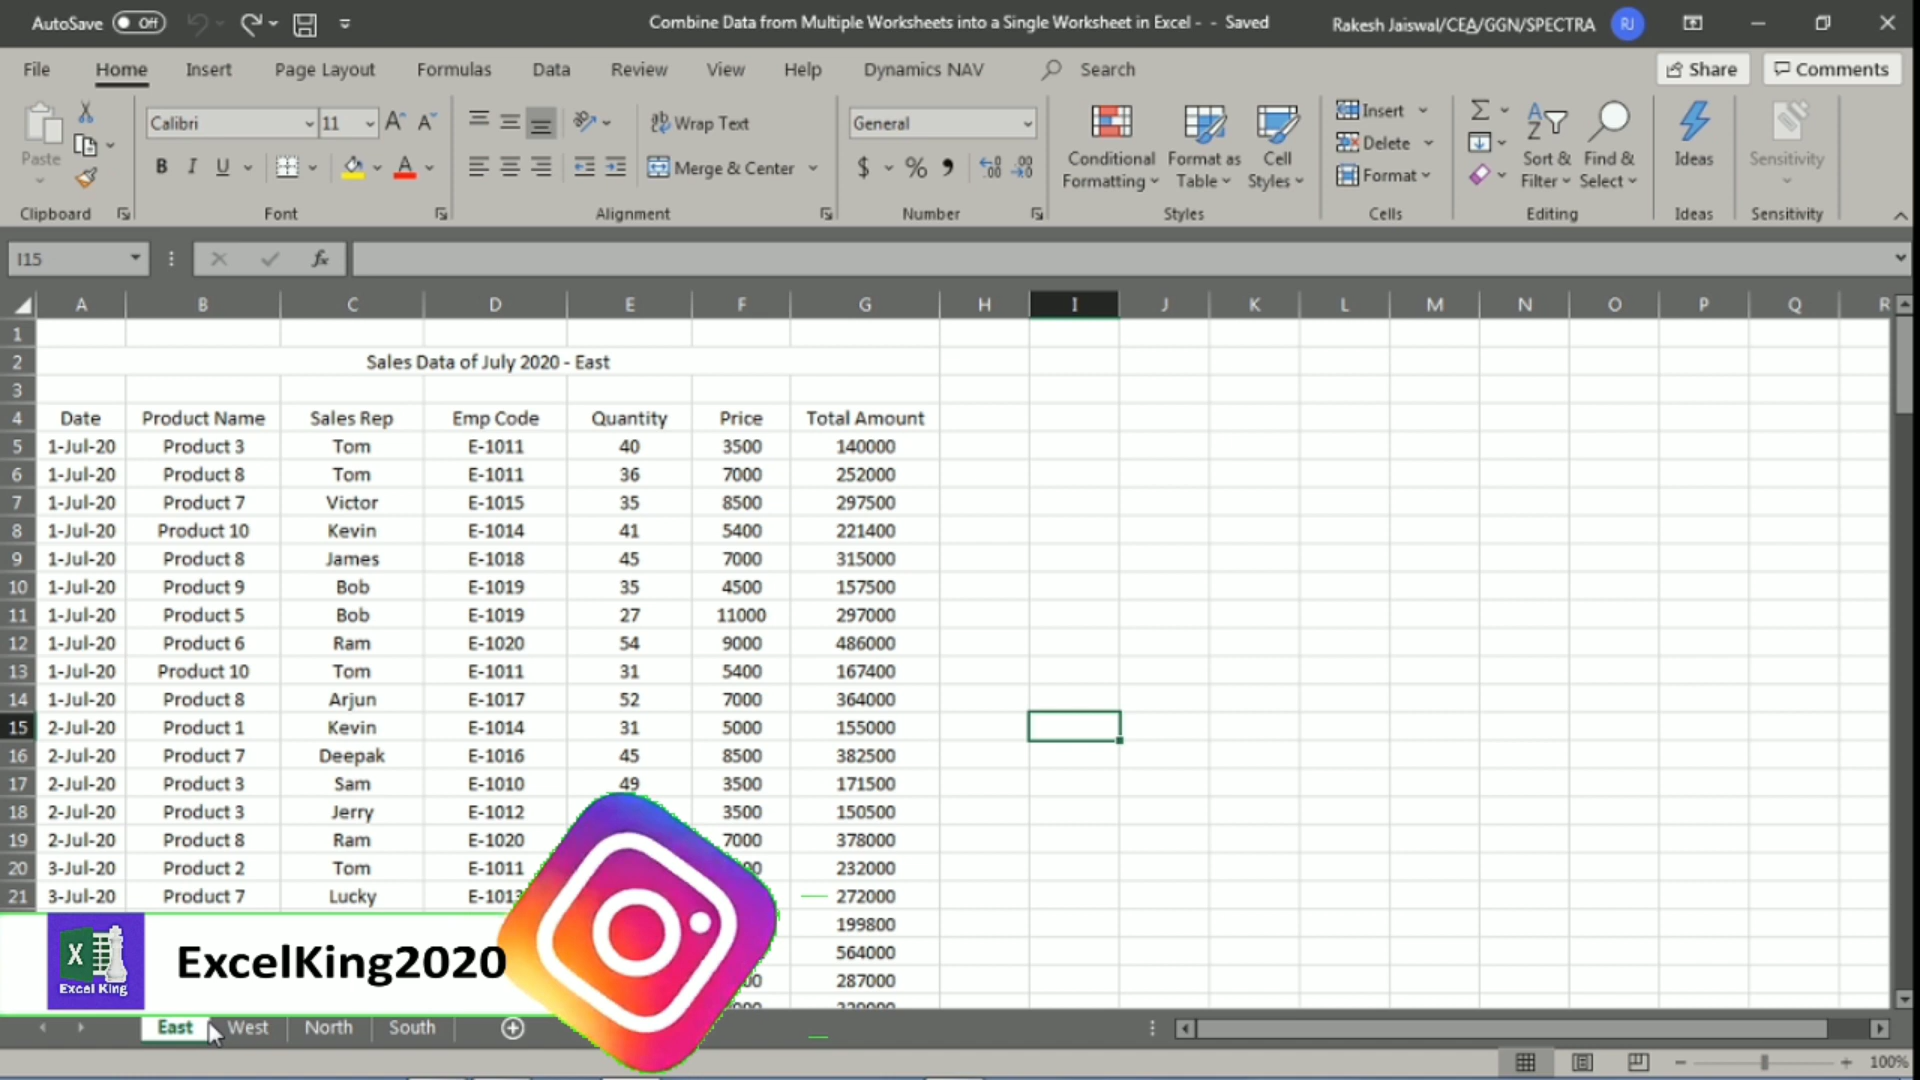 AutoSave Off Combine Data from Multiple Worksheets into a Single Worksheet in Excel - - Saved Rakesh Jaiswal/CEA/GGN/SPECTRA RJ
File Home Insert Page Layout Formulas Data Review View Help Dynamics NAV Search Share Comments
Calibri 11 Wrap Text General Insert
Paste Conditional Format as Cell Delete Sort & Find & Ideas Sensitivity
B I U A Merge & Center $ % Formatting Table Styles Format Filter Select
Clipboard Font Alignment Number Styles Cells Editing Ideas Sensitivity
I15 fx
A B C D E F G H I J K L M N O P Q R
1
2 Sales Data of July 2020 - East
3
4 Date Product Name Sales Rep Emp Code Quantity Price Total Amount
5 1-Jul-20 Product 3 Tom E-1011 40 3500 140000
6 1-Jul-20 Product 8 Tom E-1011 36 7000 252000
7 1-Jul-20 Product 7 Victor E-1015 35 8500 297500
8 1-Jul-20 Product 10 Kevin E-1014 41 5400 221400
9 1-Jul-20 Product 8 James E-1018 45 7000 315000
10 1-Jul-20 Product 9 Bob E-1019 35 4500 157500
11 1-Jul-20 Product 5 Bob E-1019 27 11000 297000
12 1-Jul-20 Product 6 Ram E-1020 54 9000 486000
13 1-Jul-20 Product 10 Tom E-1011 31 5400 167400
14 1-Jul-20 Product 8 Arjun E-1017 52 7000 364000
15 2-Jul-20 Product 1 Kevin E-1014 31 5000 155000
16 2-Jul-20 Product 7 Deepak E-1016 45 8500 382500
17 2-Jul-20 Product 3 Sam E-1010 49 3500 171500
18 2-Jul-20 Product 3 Jerry E-1012 3500 150500
19 2-Jul-20 Product 8 Ram E-1020 7000 378000
20 3-Jul-20 Product 2 Tom E-1011 232000
21 3-Jul-20 Product 7 Lucky 272000
199800
564000
287000
ExcelKing2020
Excel King
East West North South
100%